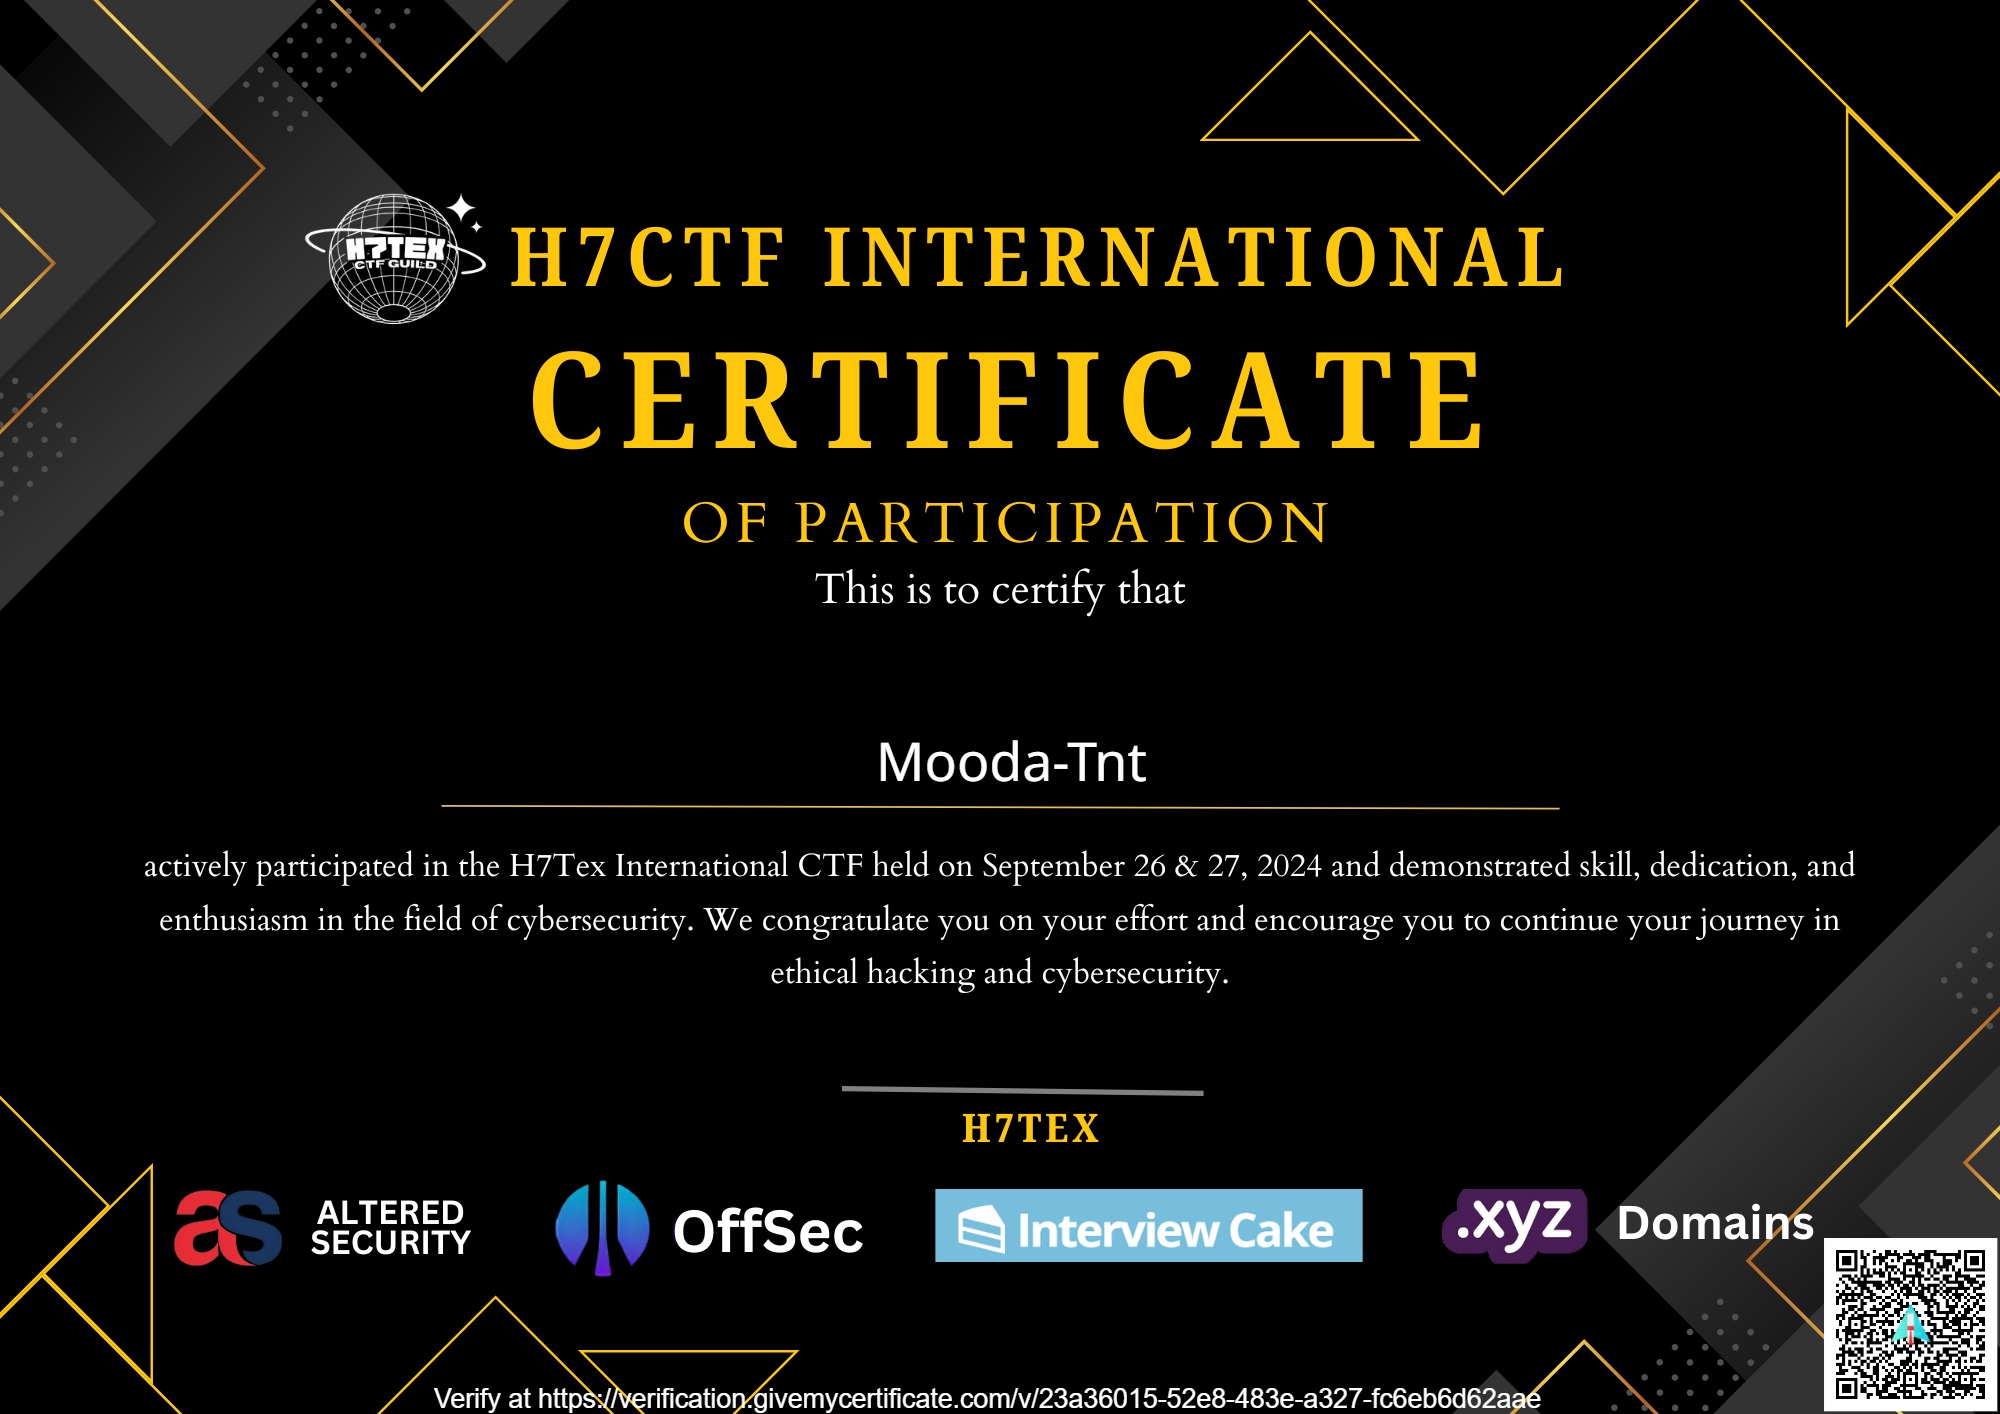 H7TEX
CTF GUILD
H7CTF INTERNATIONAL
CERTIFICATE
OF PARTICIPATION
This is to certify that
Mooda-Tnt
actively participated in the H7Tex International CTF held on September 26 & 27, 2024 and demonstrated skill, dedication, and
enthusiasm in the field of cybersecurity. We congratulate you on your effort and encourage you to continue your journey in
ethical hacking and cybersecurity.
H7TEX
as ALTERED
SECURITY
OffSec
Interview Cake
.xyz Domains
Verify at https://verification.givemycertificate.com/v/23a36015-52e8-483e-a327-fc6eb6d62aae